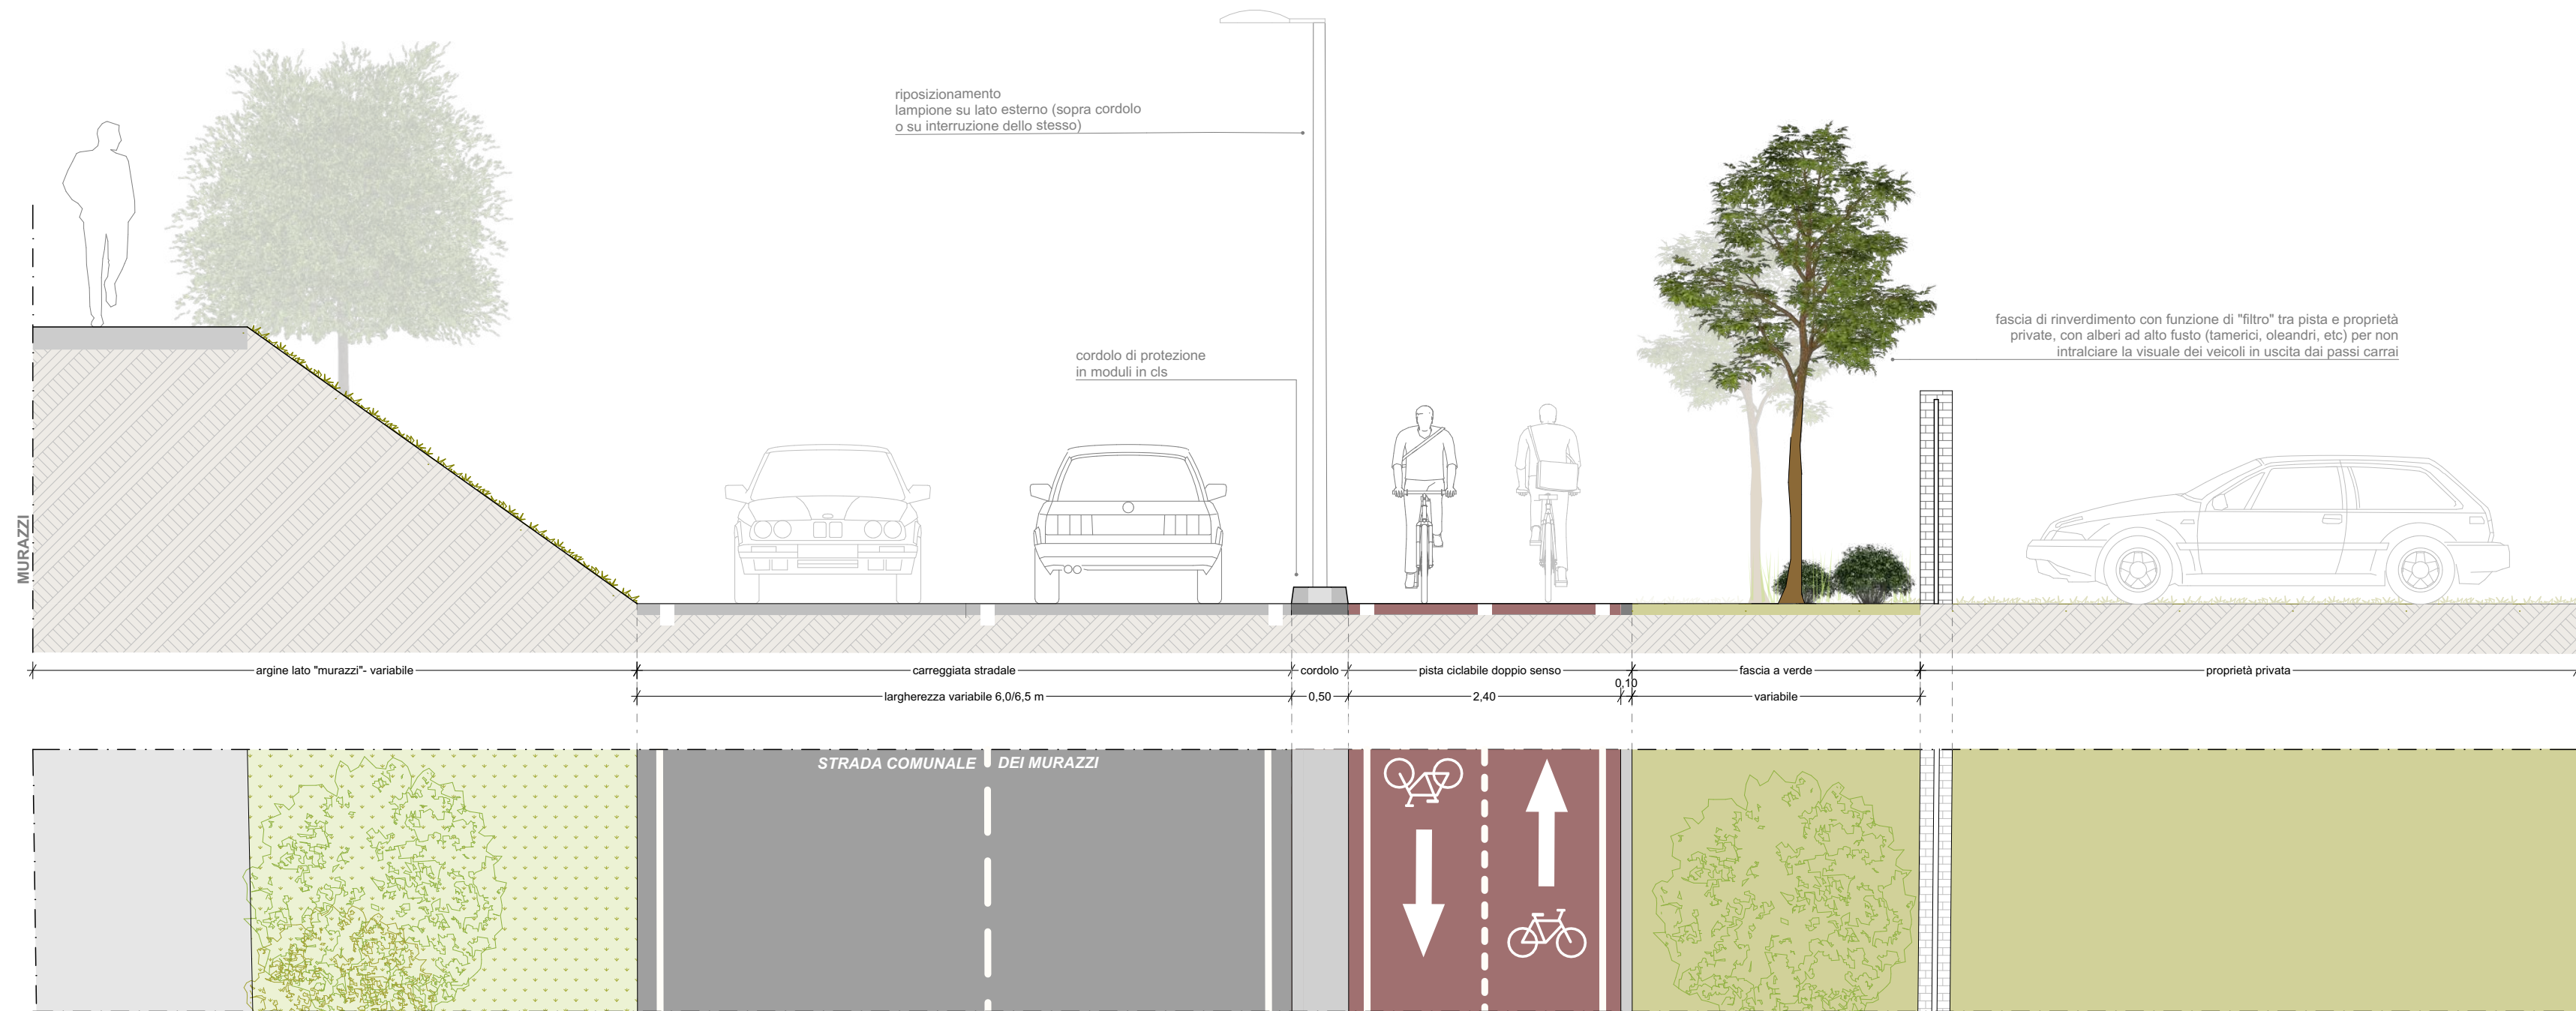 riposizionamento
lampione su lato esterno (sopra cordolo
o su interruzione dello stesso)
cordolo di protezione
in moduli in cls
fascia di rinverdimento con funzione di "filtro" tra pista e proprietà
private, con alberi ad alto fusto (tamerici, oleandri, etc) per non
intralciare la visuale dei veicoli in uscita dai passi carrai
MURAZZI
argine lato "murazzi"- variabile
carreggiata stradale
cordolo
pista ciclabile doppio senso
fascia a verde
proprietà privata
largherezza variabile 6,0/6,5 m
0,50
2,40
0,10
variabile
STRADA COMUNALE DEI MURAZZI